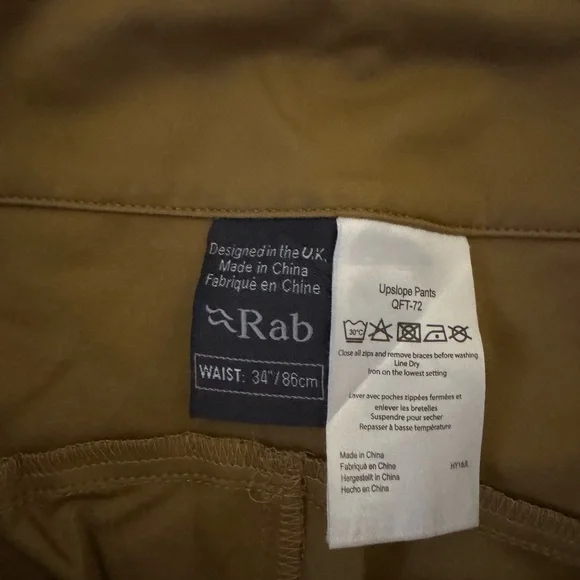 Designed in the U.K.
Made in China
Fabriqué en Chine
Rab
WAIST: 34"/86cm
Upslope Pants
QFT-72
30°C
Close all zips and remove braces before washing
Line Dry
Iron on the lowest setting
Laver avec poches zippées fermées et
enlever les bretelles
Suspendre pour secher
Repasser à basse température
Made in China
Fabriqué en China
Hergestellt in China
Hecho en China